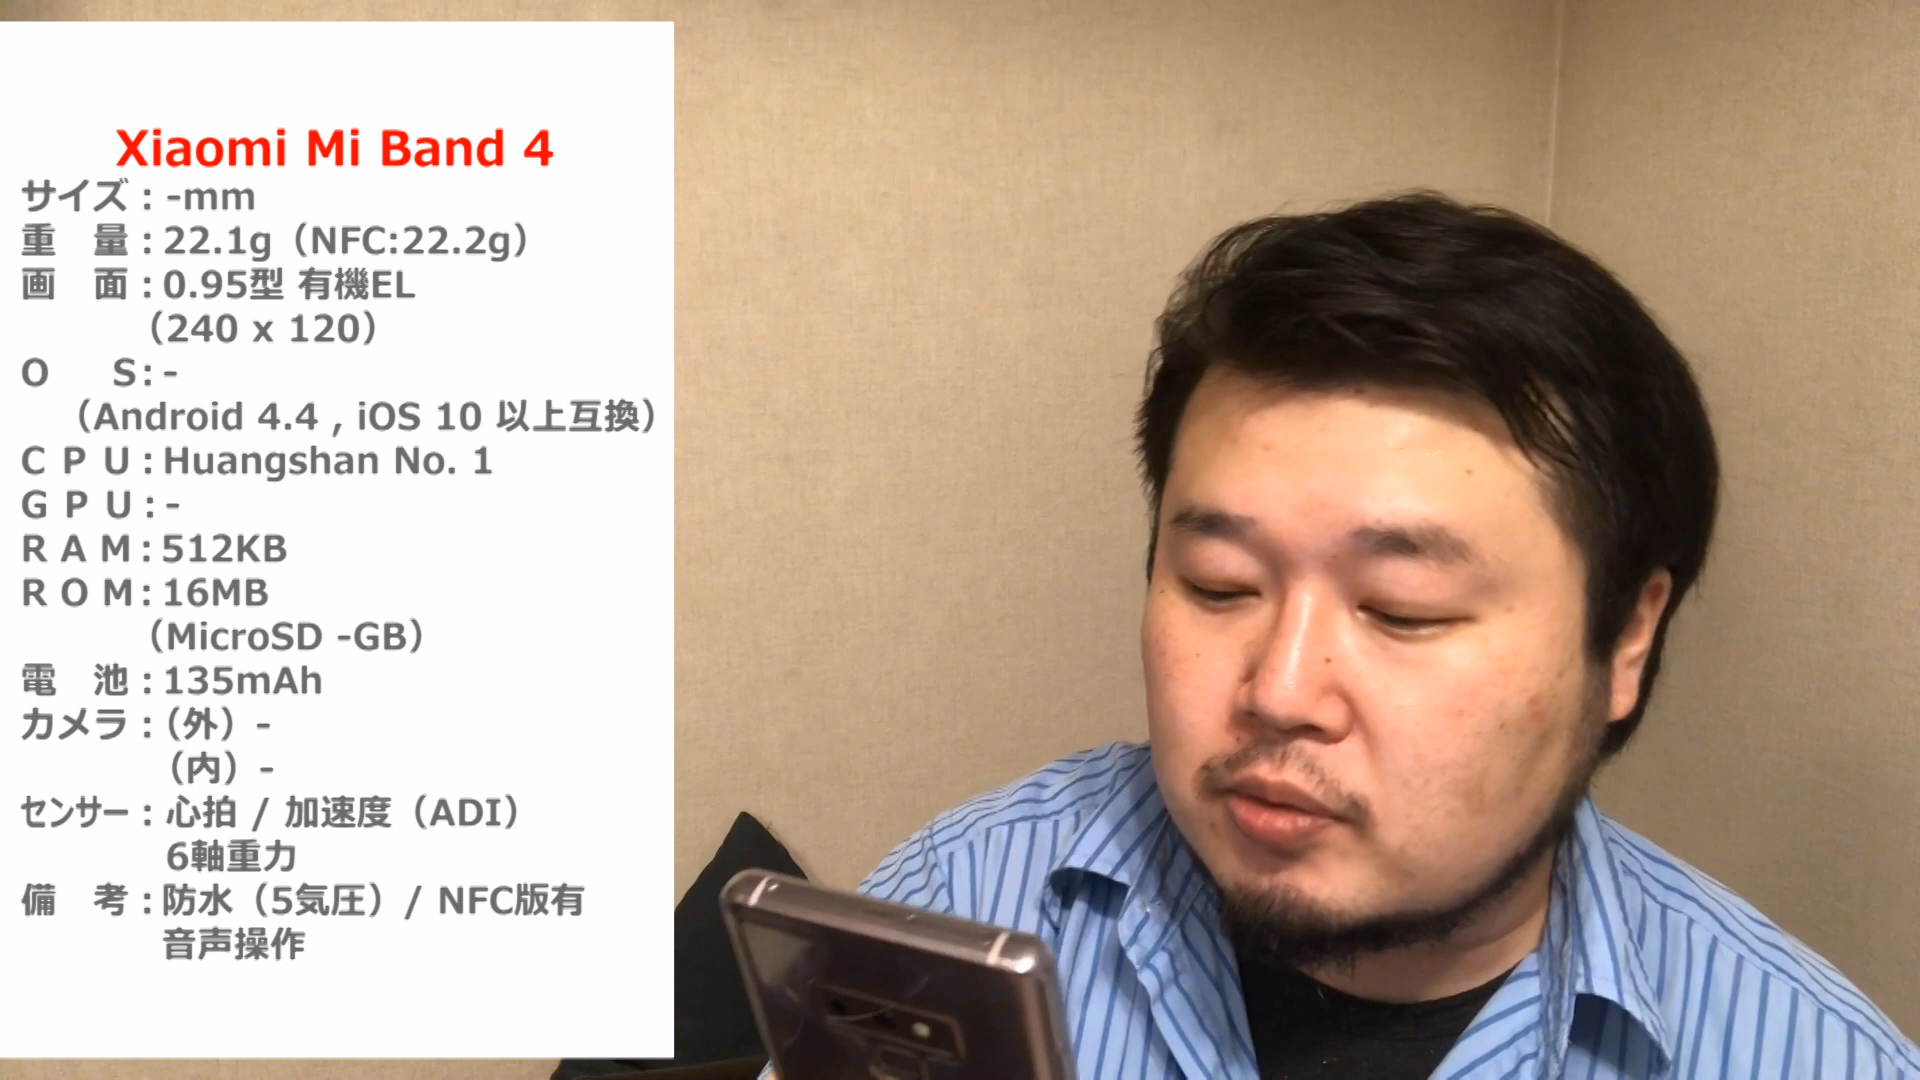 Xiaomi Mi Band 4
サイズ：-mm
重　量：22.1g（NFC:22.2g）
画　面：0.95型 有機EL
（240 x 120）
O　S：-
（Android 4.4 , iOS 10 以上互換）
C P U：Huangshan No. 1
G P U：-
R A M：512KB
R O M：16MB
（MicroSD -GB）
電　池：135mAh
カメラ：（外）-
（内）-
センサー：心拍 / 加速度（ADI）
6軸重力
備　考：防水（5気圧）/ NFC版有
音声操作